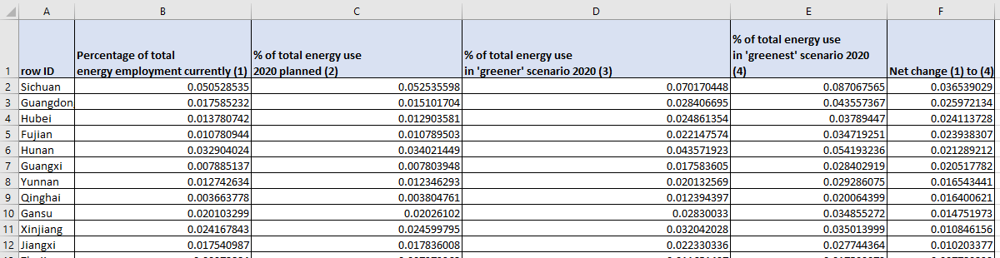 A B C D E F
1 row ID
Percentage of total
energy employment currently (1)
% of total energy use
2020 planned (2)
% of total energy use
in 'greener' scenario 2020 (3)
% of total energy use
in 'greenest' scenario 2020
(4)
Net change (1) to (4)
2 Sichuan 0.050528535 0.052535598 0.070170448 0.087067565 0.036539029
3 Guangdon 0.017585232 0.015101704 0.028406695 0.043557367 0.025972134
4 Hubei 0.013780742 0.012903581 0.024861354 0.03789447 0.024113728
5 Fujian 0.010780944 0.010789503 0.022147574 0.034719251 0.023938307
6 Hunan 0.032904024 0.034021449 0.043571923 0.054193236 0.021289212
7 Guangxi 0.007885137 0.007803948 0.017583605 0.028402919 0.020517782
8 Yunnan 0.012742634 0.012346293 0.020132569 0.029286075 0.016543441
9 Qinghai 0.003663778 0.003804761 0.012394397 0.020064399 0.016400621
10 Gansu 0.020103299 0.02026102 0.02830033 0.034855272 0.014751973
11 Xinjiang 0.024167843 0.024599795 0.032042028 0.035013999 0.010846156
12 Jiangxi 0.017540987 0.017836008 0.022330336 0.027744364 0.010203377